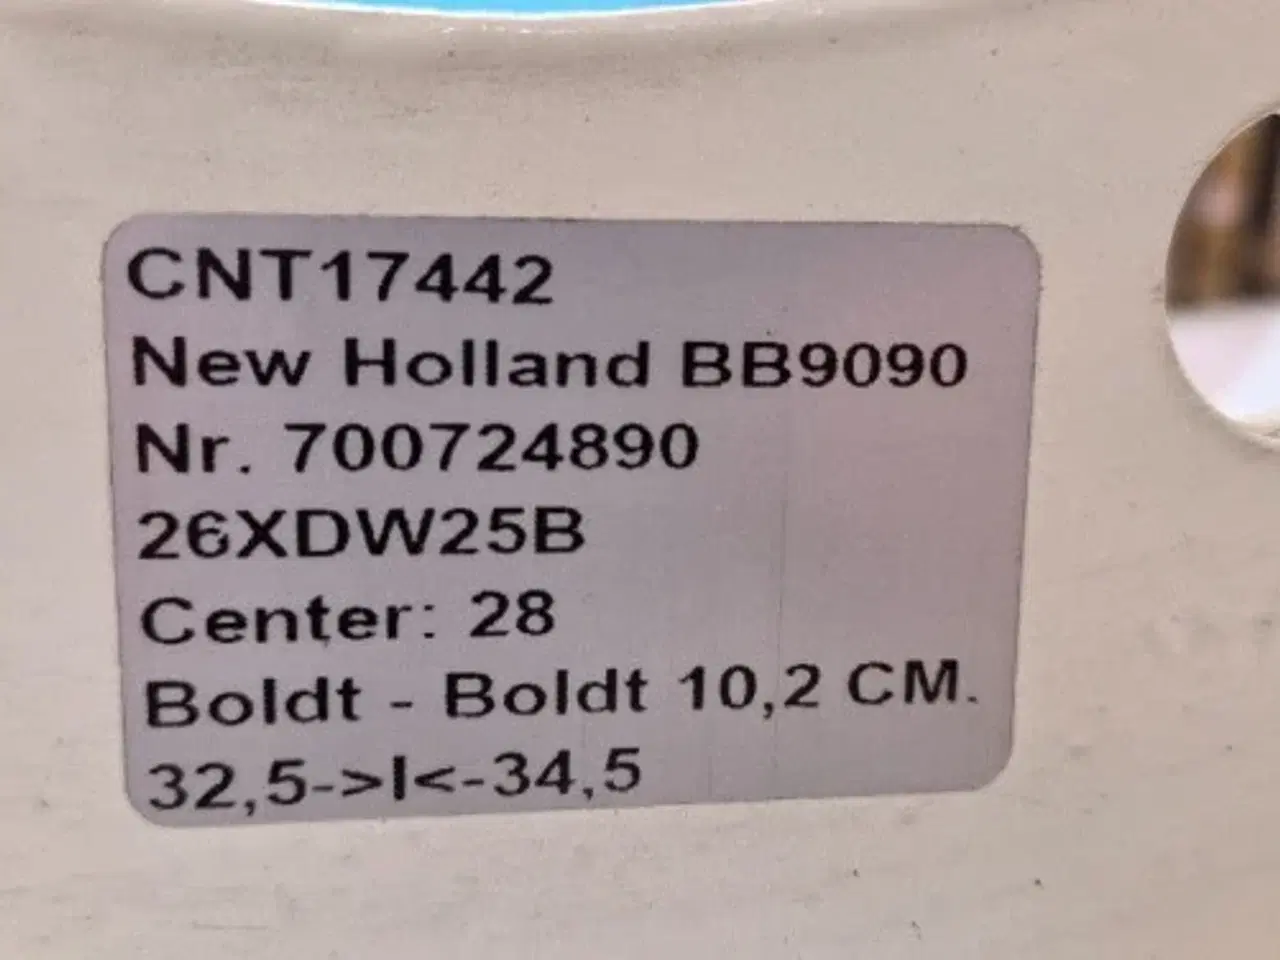 CNT17442
New Holland BB9090
Nr. 700724890
26XDW25B
Center: 28
Boldt - Boldt 10,2 CM.
32,5->I<-34,5